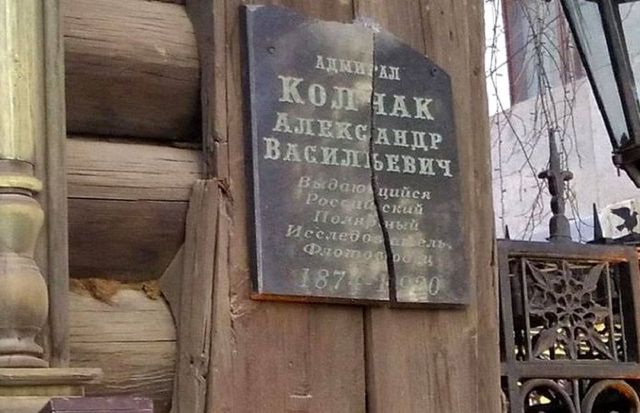 АДМИРАЛ
КОЛЧАК
АЛЕКСАНДР
ВАСИЛЬЕВИЧ
Выдающийся
Российский
Полярный
Исследователь,
Флотоводец
1874-1920